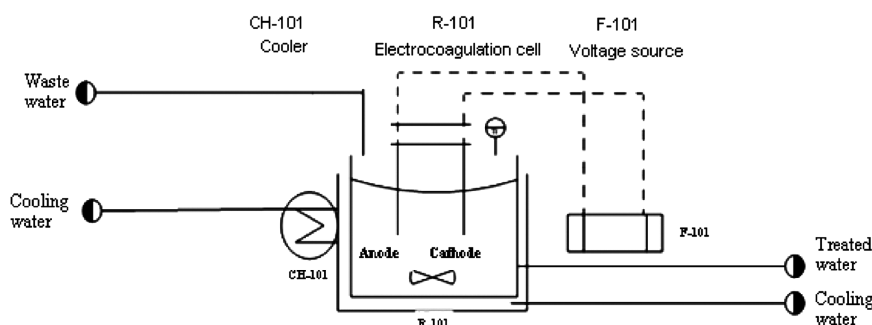 CH-101
Cooler
R-101
Electrocoagulation cell
F-101
Voltage source
Waste
water
Cooling
water
Anode
Cathode
CH-101
F-101
Treated
water
Cooling
water
R-101